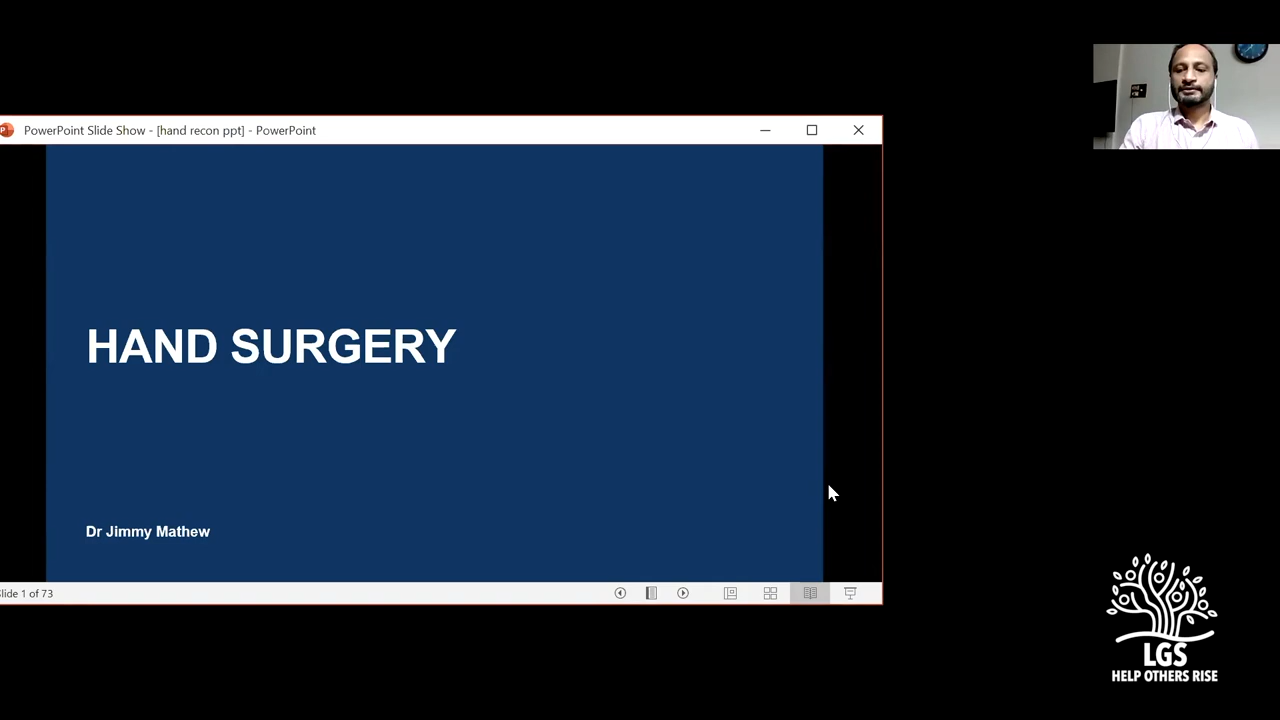 PowerPoint Slide Show - [hand recon ppt] - PowerPoint
HAND SURGERY
Dr Jimmy Mathew
lide 1 of 73
LGS
HELP OTHERS RISE